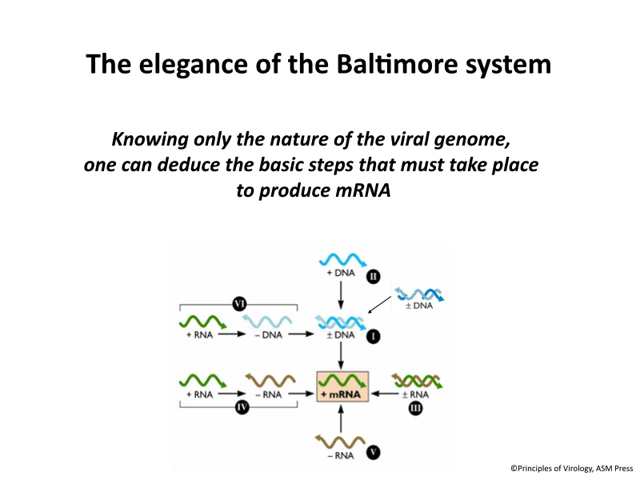 The elegance of the Baltimore system
Knowing only the nature of the viral genome,
one can deduce the basic steps that must take place
to produce mRNA
+ DNA
II
± DNA
VI
+ RNA
– DNA
± DNA
I
+ RNA
– RNA
+ mRNA
± RNA
IV
III
– RNA
V
©Principles of Virology, ASM Press